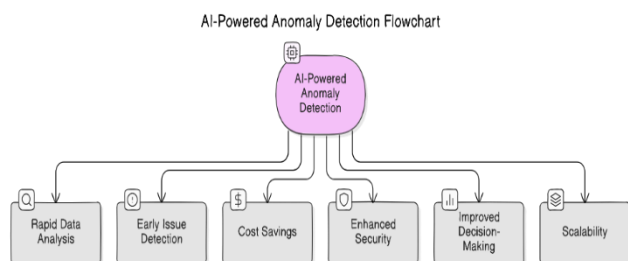 AI-Powered Anomaly Detection Flowchart
AI-Powered
Anomaly
Detection
Rapid Data
Analysis
Early Issue
Detection
Cost Savings
Enhanced
Security
Improved
Decision-
Making
Scalability